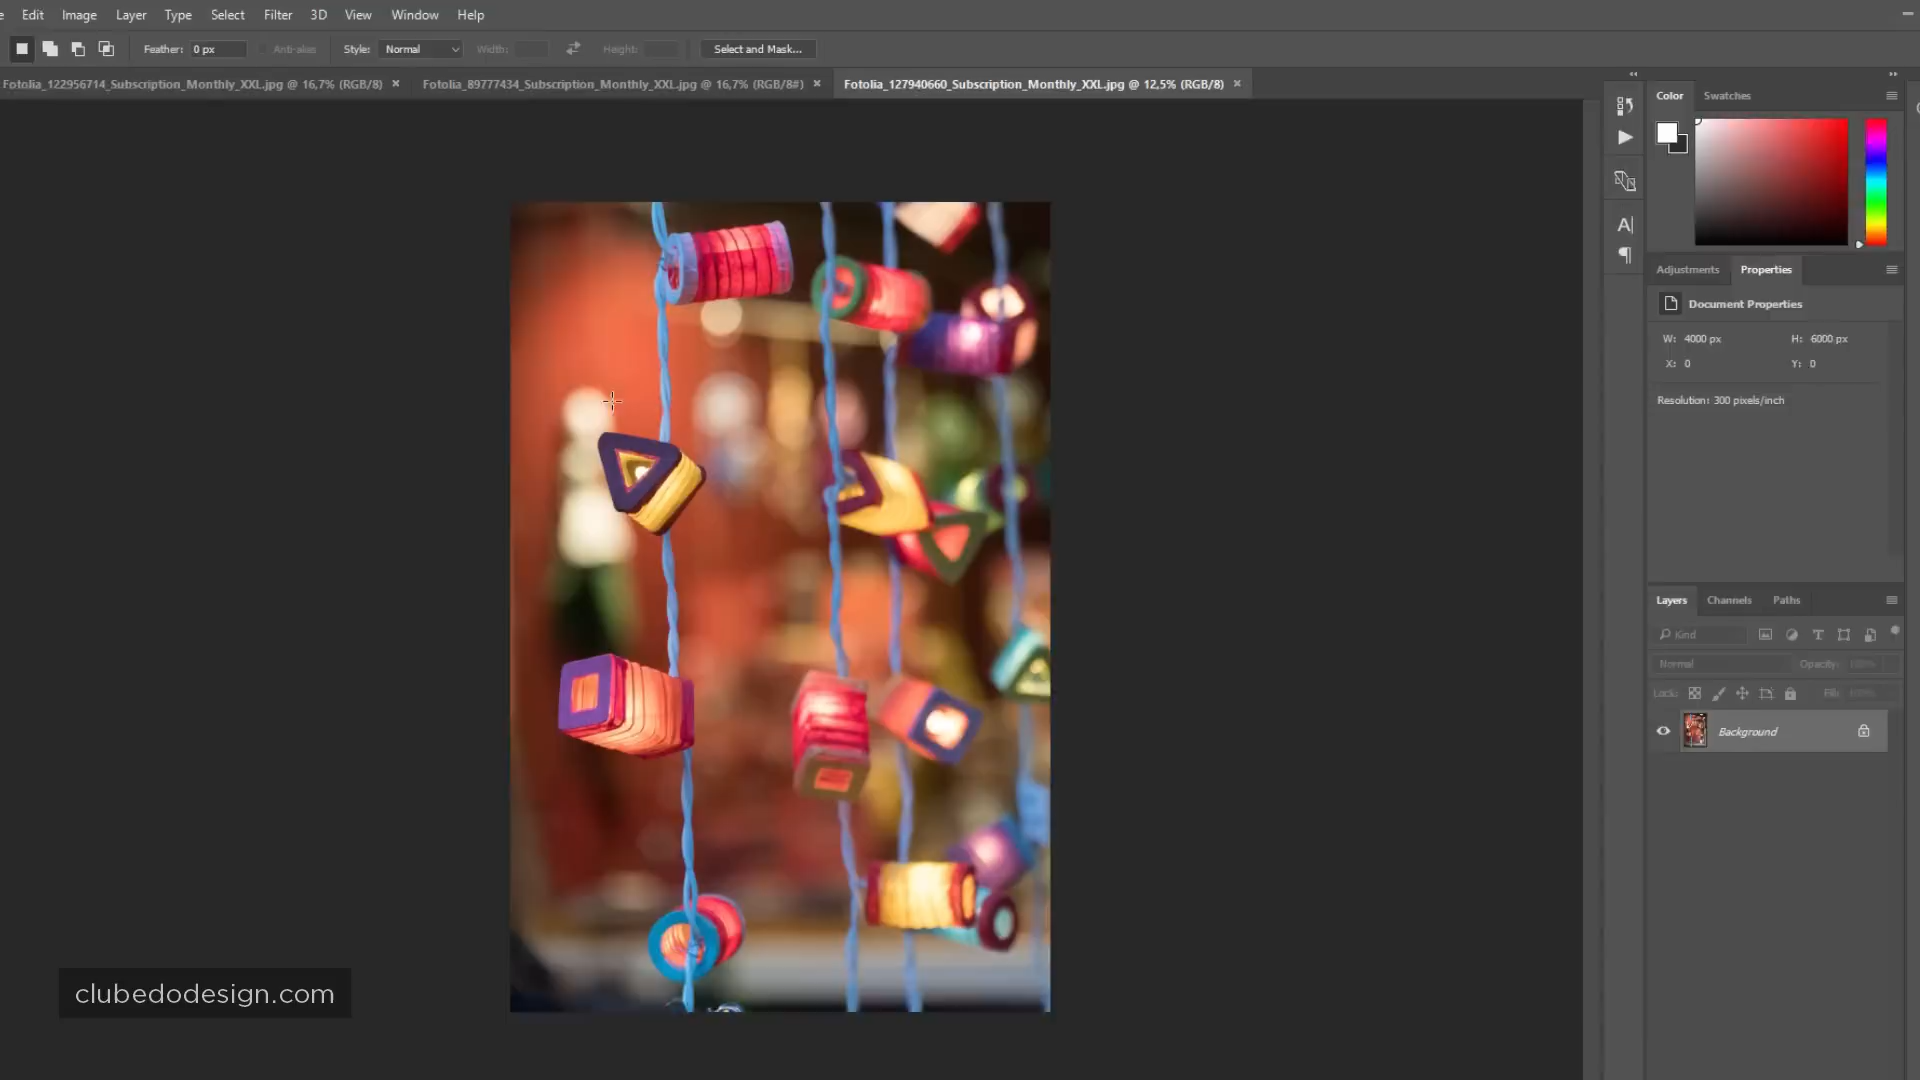 Edit Image Layer Type Select Filter 3D View Window Help
Feather: 0 px Anti-alias Style: Normal Width: Height: Select and Mask...
Fotolia_122956714_Subscription_Monthly_XXL.jpg @ 16,7% (RGB/8) × Fotolia_89777434_Subscription_Monthly_XXL.jpg @ 16,7% (RGB/8#) × Fotolia_127940660_Subscription_Monthly_XXL.jpg @ 12,5% (RGB/8) ×
Color Swatches
Adjustments Properties
Document Properties
W: 4000 px H: 6000 px
X: 0 Y: 0
Resolution: 300 pixels/inch
Layers Channels Paths
Kind
Normal Opacity: 100%
Lock: Fill: 100%
Background
clubedodesign.com